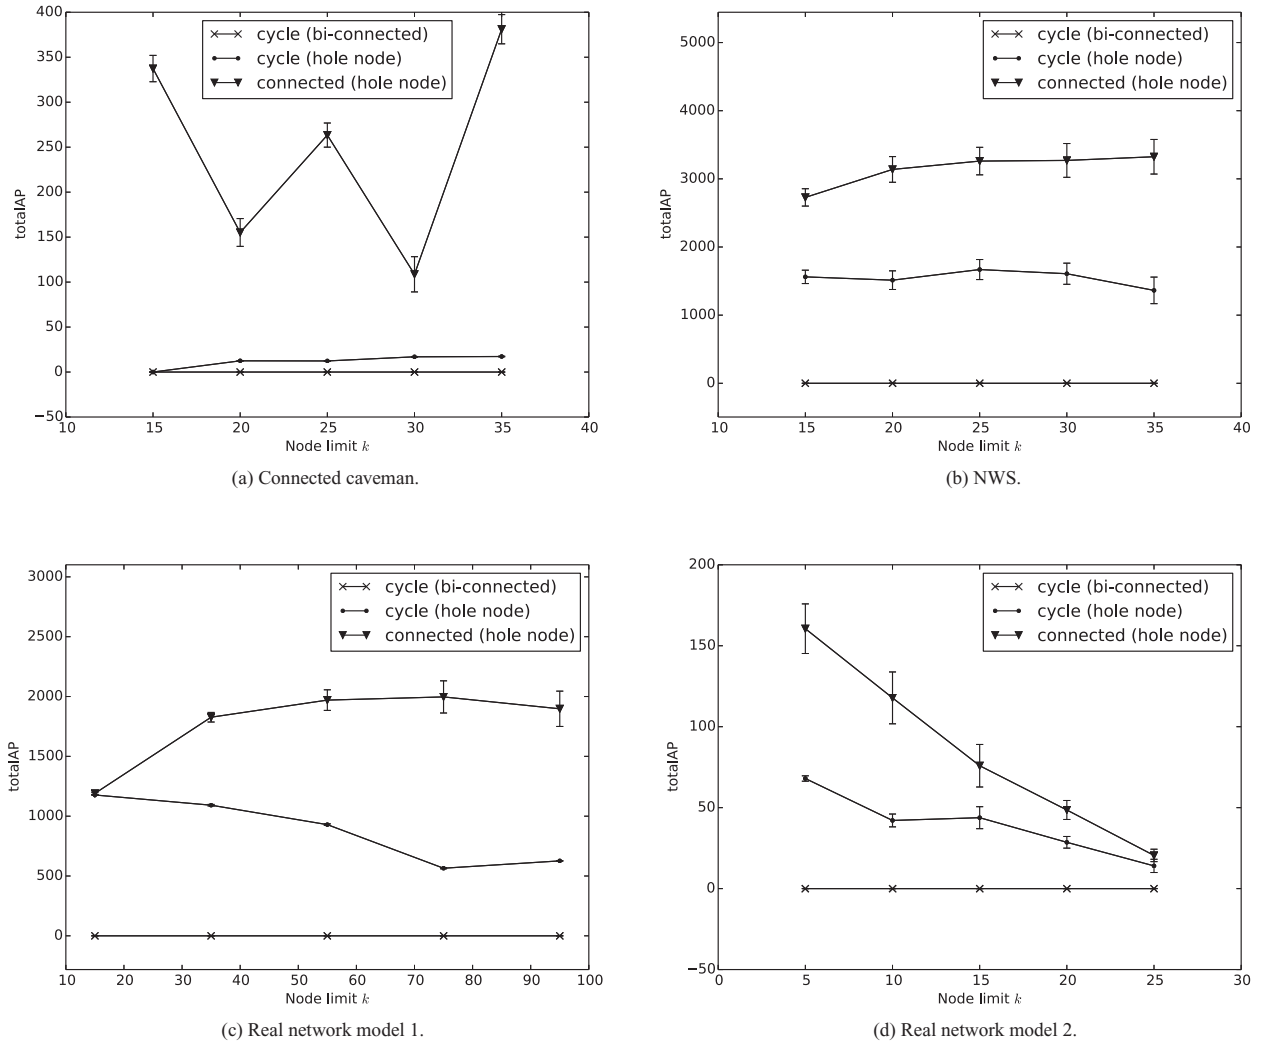 400
350
300
250
200
150
100
50
0
−50
totalAP
cycle (bi-connected)
cycle (hole node)
connected (hole node)
10 15 20 25 30 35 40
Node limit k
(a) Connected caveman.
5000
4000
3000
2000
1000
0
totalAP
cycle (bi-connected)
cycle (hole node)
connected (hole node)
10 15 20 25 30 35 40
Node limit k
(b) NWS.
3000
2500
2000
1500
1000
500
0
totalAP
cycle (bi-connected)
cycle (hole node)
connected (hole node)
10 20 30 40 50 60 70 80 90 100
Node limit k
(c) Real network model 1.
200
150
100
50
0
−50
totalAP
cycle (bi-connected)
cycle (hole node)
connected (hole node)
0 5 10 15 20 25 30
Node limit k
(d) Real network model 2.